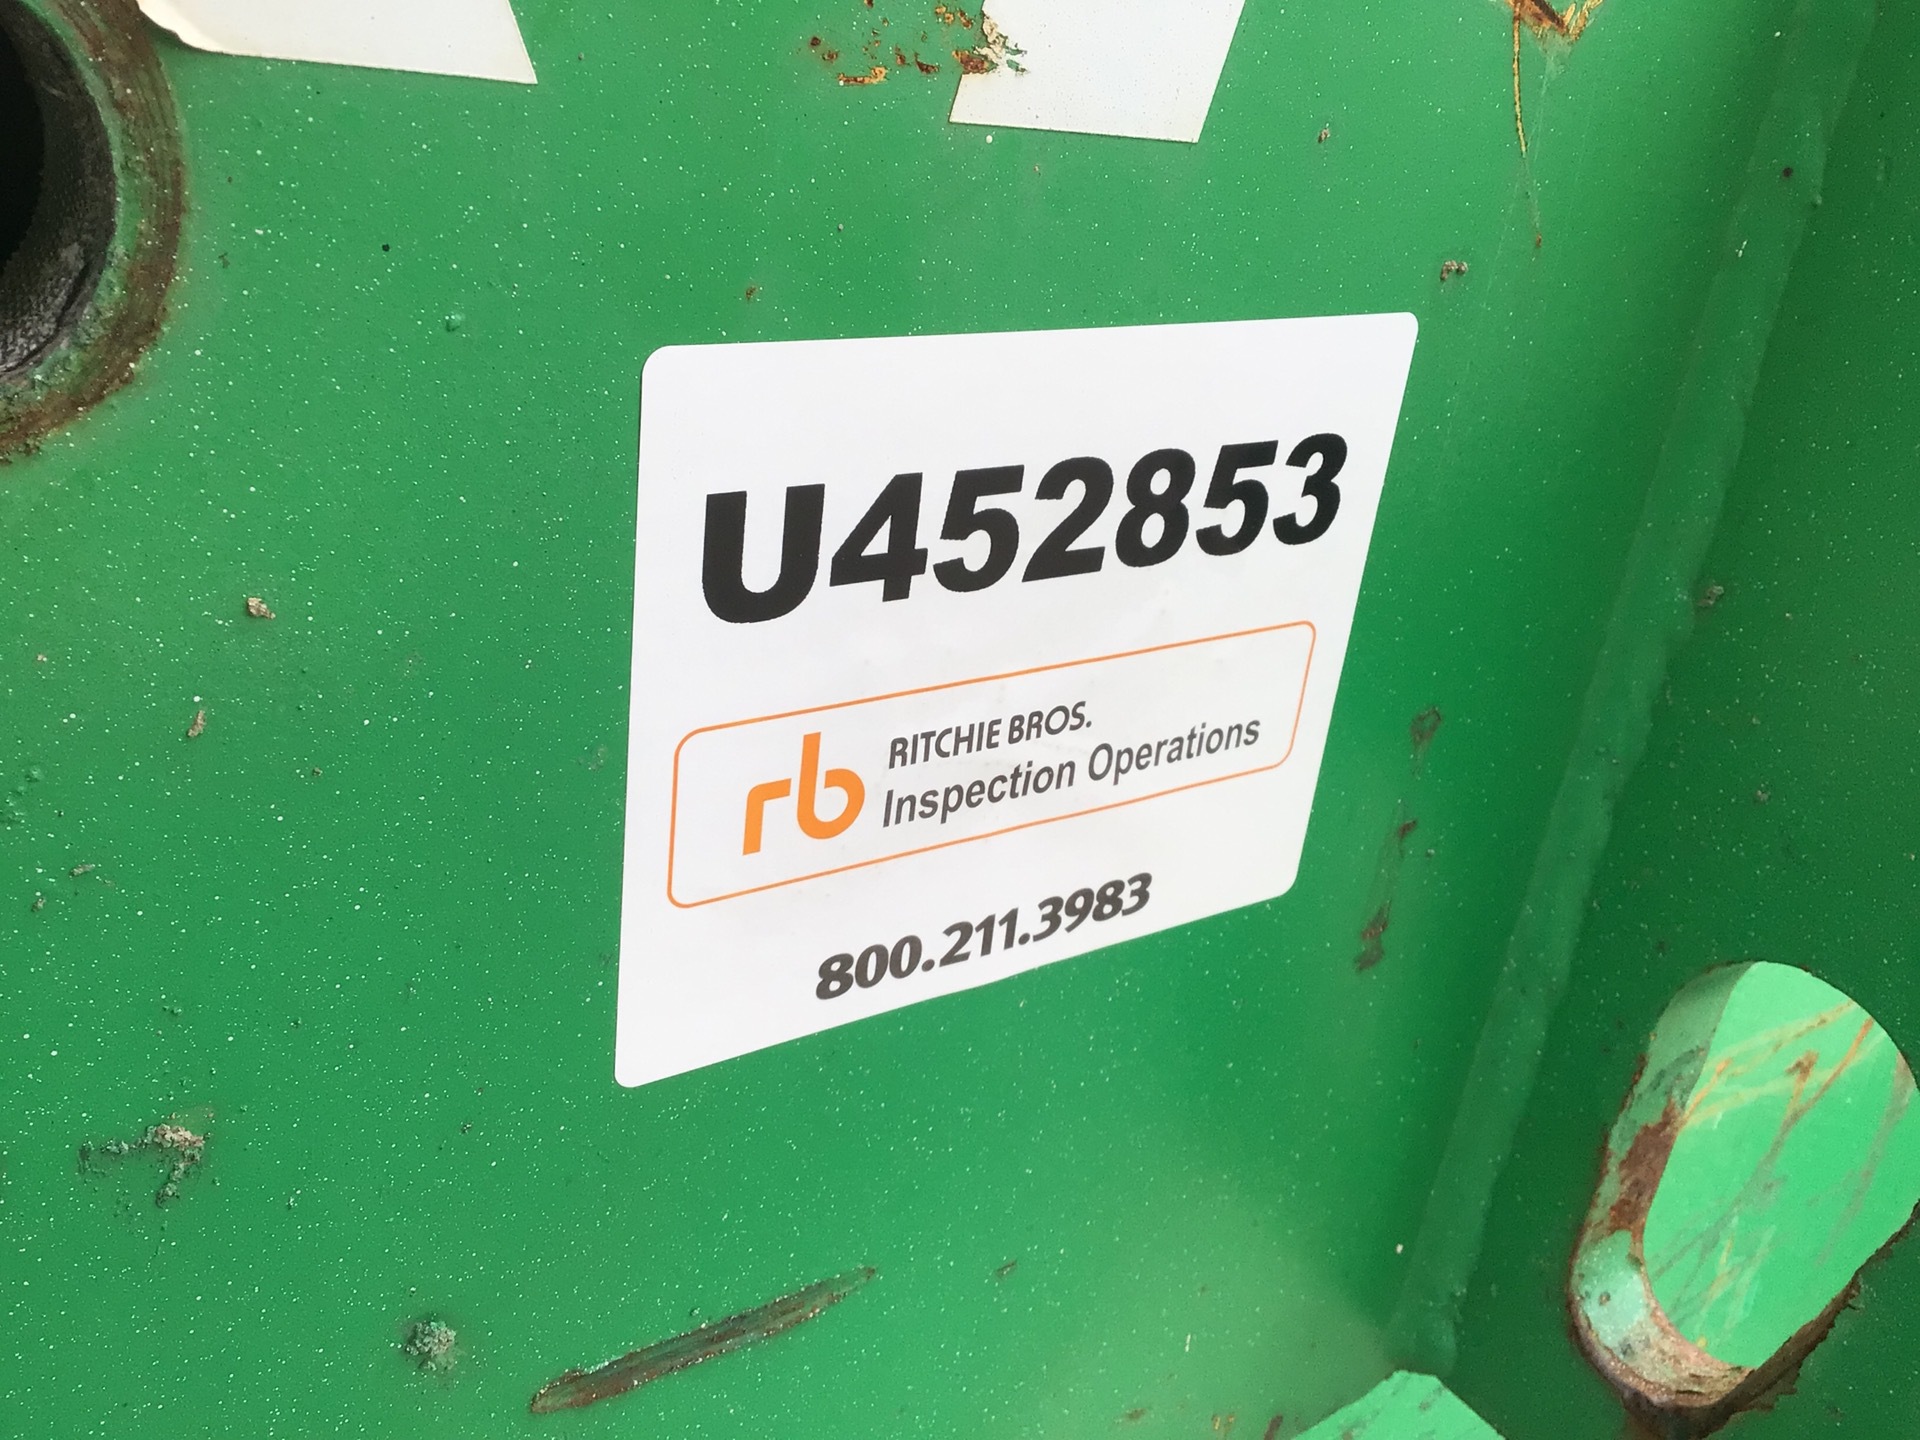 U452853
rb RITCHIE BROS.
Inspection Operations
800.211.3983